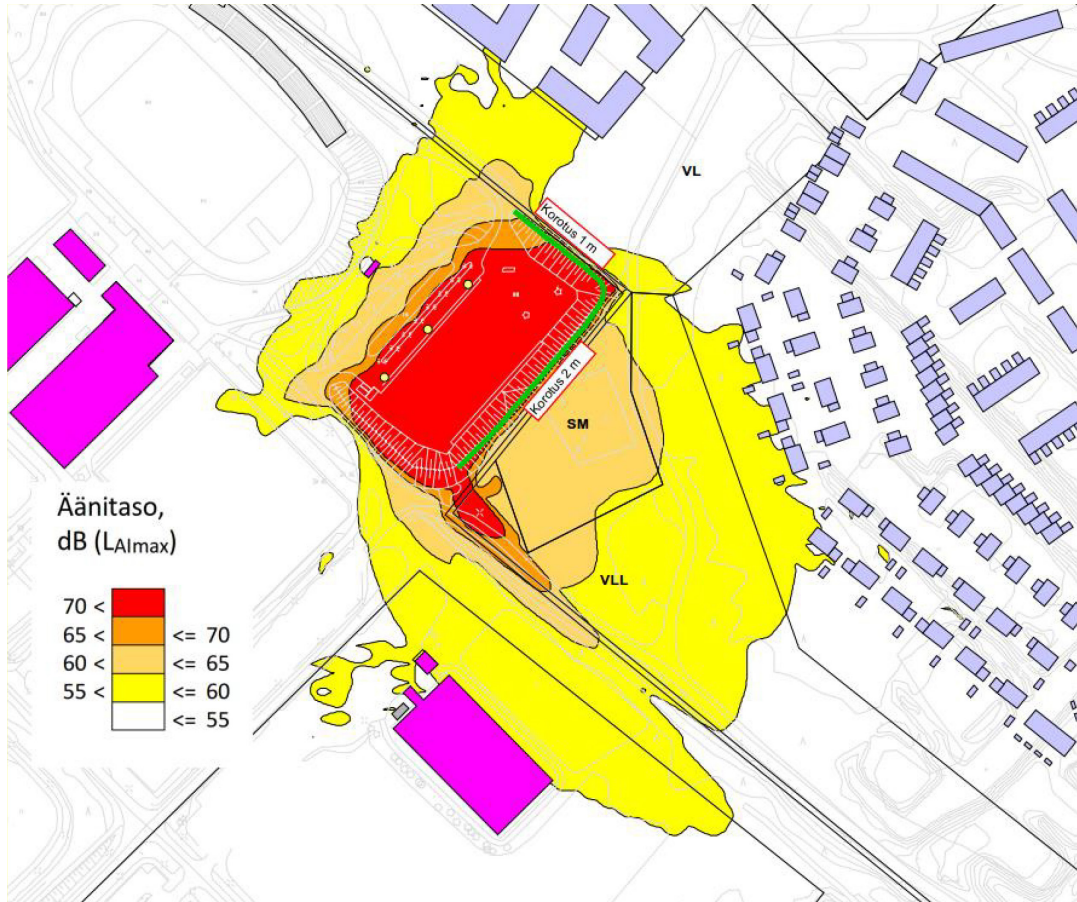 VL
Korotus 1 m
Korotus 2 m
SM
VLL
Äänitaso,
dB (LAImax)
70 <
65 < <= 70
60 < <= 65
55 < <= 60
<= 55